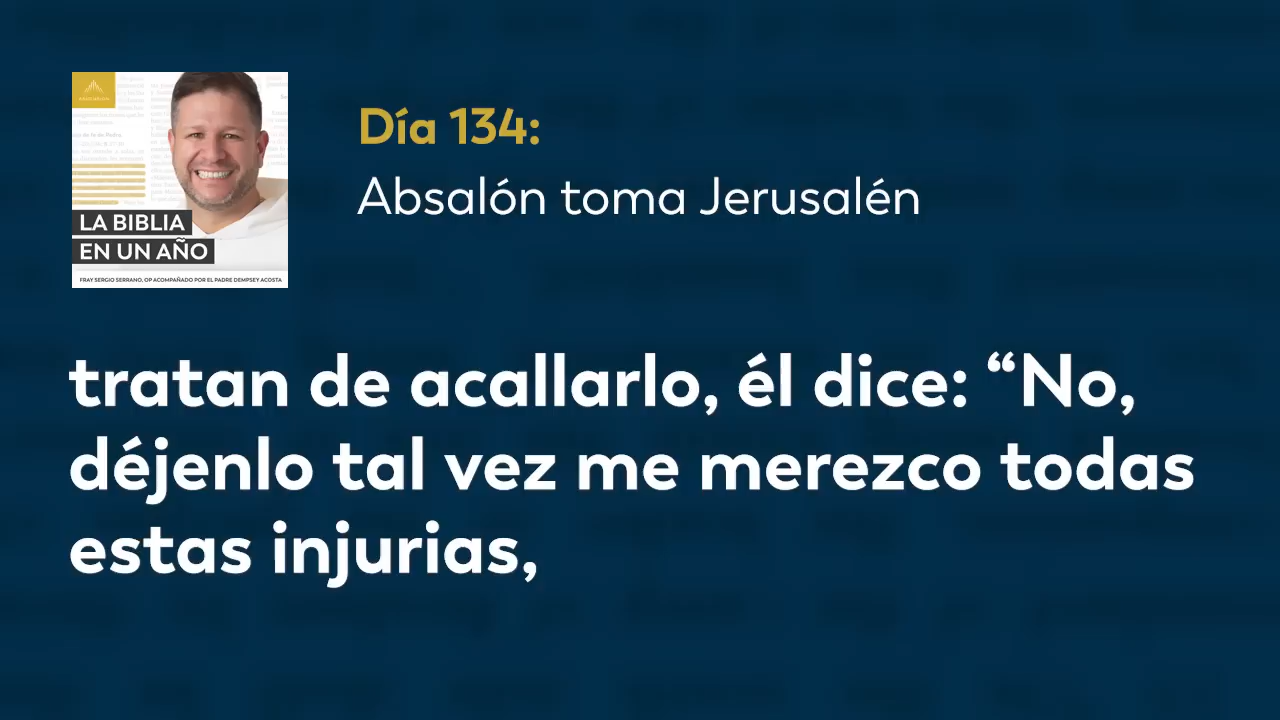 LA BIBLIA
EN UN AÑO
FRAY SERGIO SERRANO, OP ACOMPAÑADO POR EL PADRE DEMPSEY ACOSTA
Día 134:
Absalón toma Jerusalén
tratan de acallarlo, él dice: “No,
déjenlo tal vez me merezco todas
estas injurias,